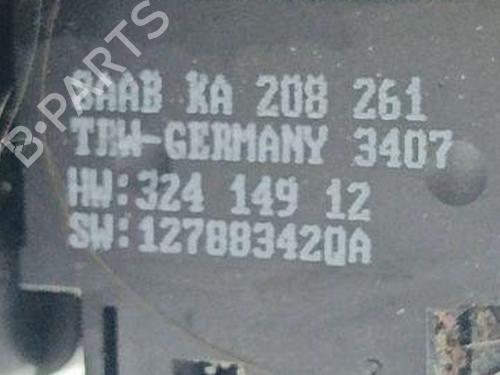 B-PARTS
SAAB KA 208 261
TRW-GERMANY 3407
HW:324 149 12
SW:12788342QA